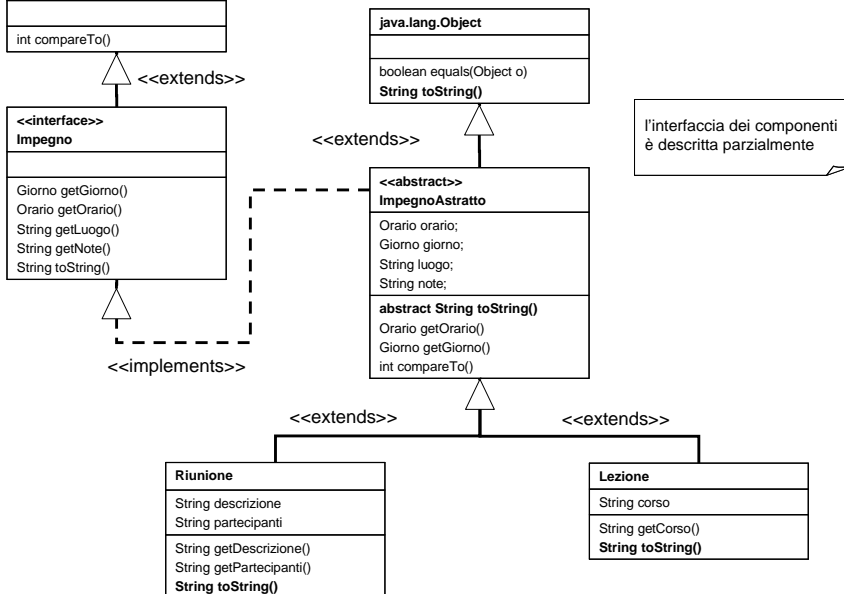 int compareTo()
<<extends>>
<<interface>>
Impegno
Giorno getGiorno()
Orario getOrario()
String getLuogo()
String getNote()
String toString()
<<implements>>
java.lang.Object
boolean equals(Object o)
String toString()
<<extends>>
<<abstract>>
ImpegnoAstratto
Orario orario;
Giorno giorno;
String luogo;
String note;
abstract String toString()
Orario getOrario()
Giorno getGiorno()
int compareTo()
l'interfaccia dei componenti
è descritta parzialmente
<<extends>>
<<extends>>
Riunione
String descrizione
String partecipanti
String getDescrizione()
String getPartecipanti()
String toString()
Lezione
String corso
String getCorso()
String toString()